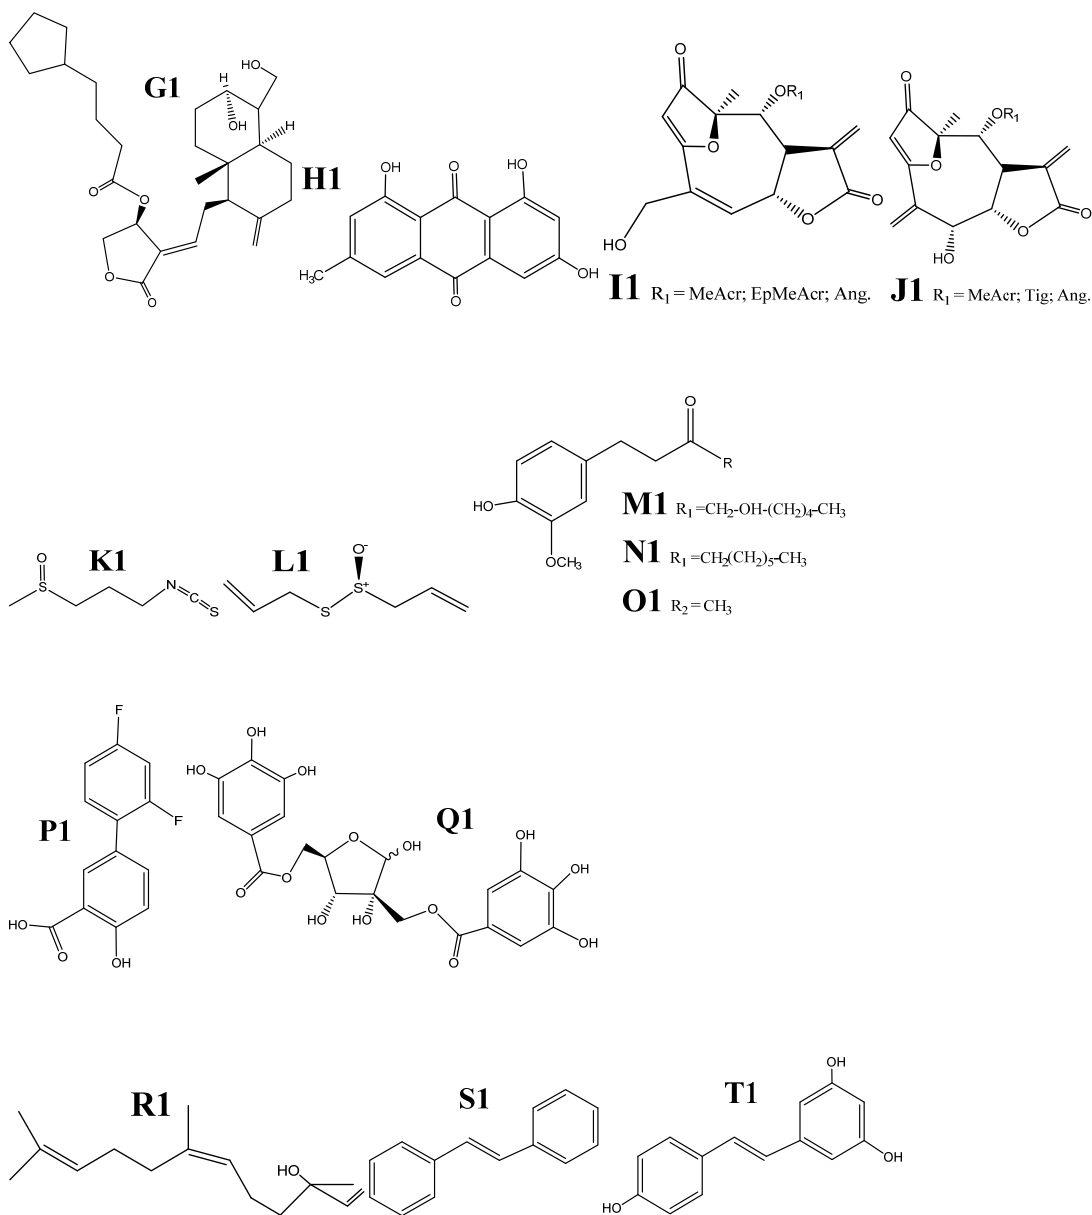 G1
HO
H
OH
H
O
O
O
O
H1
OH
O
HO
H₃C
O
OH
O
OR₁
O
O
O
HO
I1 R₁ = MeAcr; EpMeAcr; Ang.
O
OR₁
O
O
O
HO
J1 R₁ = MeAcr; Tig; Ang.
K1
O
S
N
C
S
L1
O⁻
S
S⁺
O
R
HO
OCH₃
M1 R₁=CH₂-OH-(CH₂)₄-CH₃
N1 R₁=CH₂(CH₂)₅-CH₃
O1 R₂=CH₃
F
F
P1
HO
O
OH
OH
HO
OH
Q1
O
OH
O
O
HO
HO
O
O
OH
OH
OH
R1
HO
S1
T1
OH
OH
HO